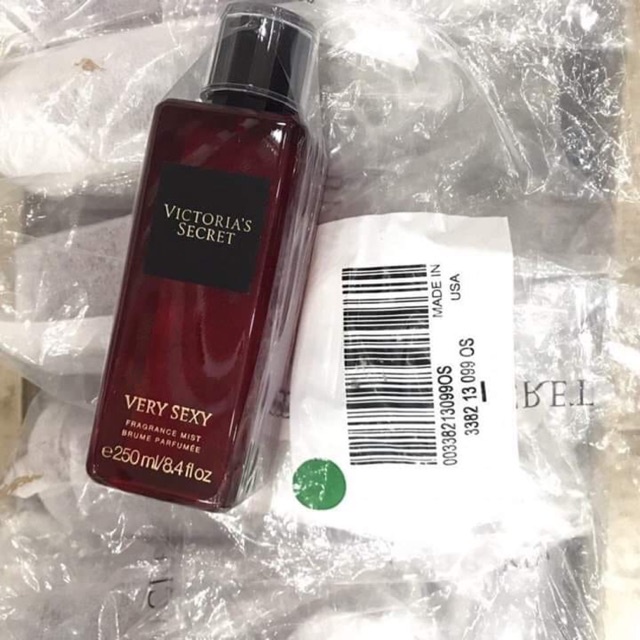 VICTORIA'S
SECRET
VERY SEXY
FRAGRANCE MIST
BRUME PARFUMÉE
e250 ml/8.4 fl oz
MADE IN
USA
00338213099OS
3382 13 099 OS